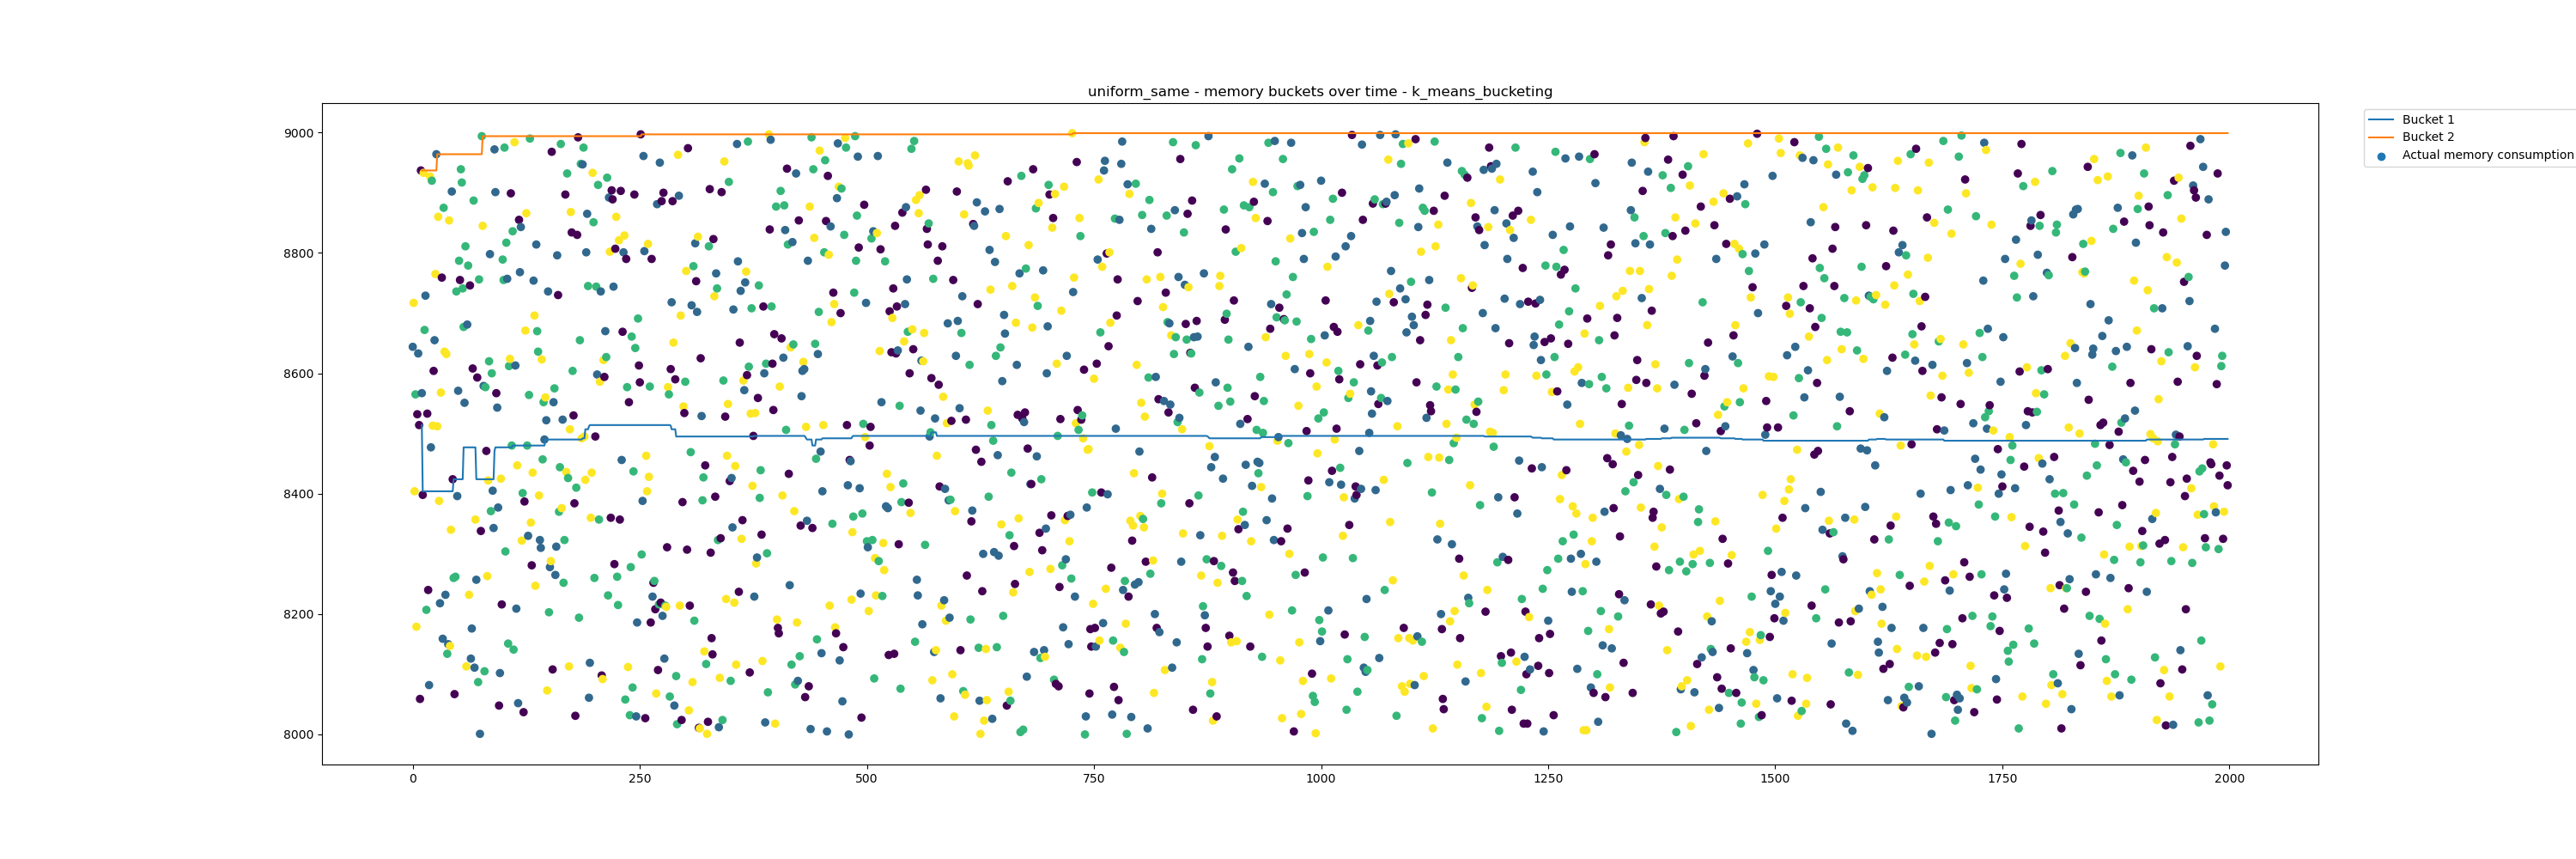 uniform_same - memory buckets over time - k_means_bucketing
9000
8800
8600
8400
8200
8000
0 250 500 750 1000 1250 1500 1750 2000
Bucket 1
Bucket 2
Actual memory consumption